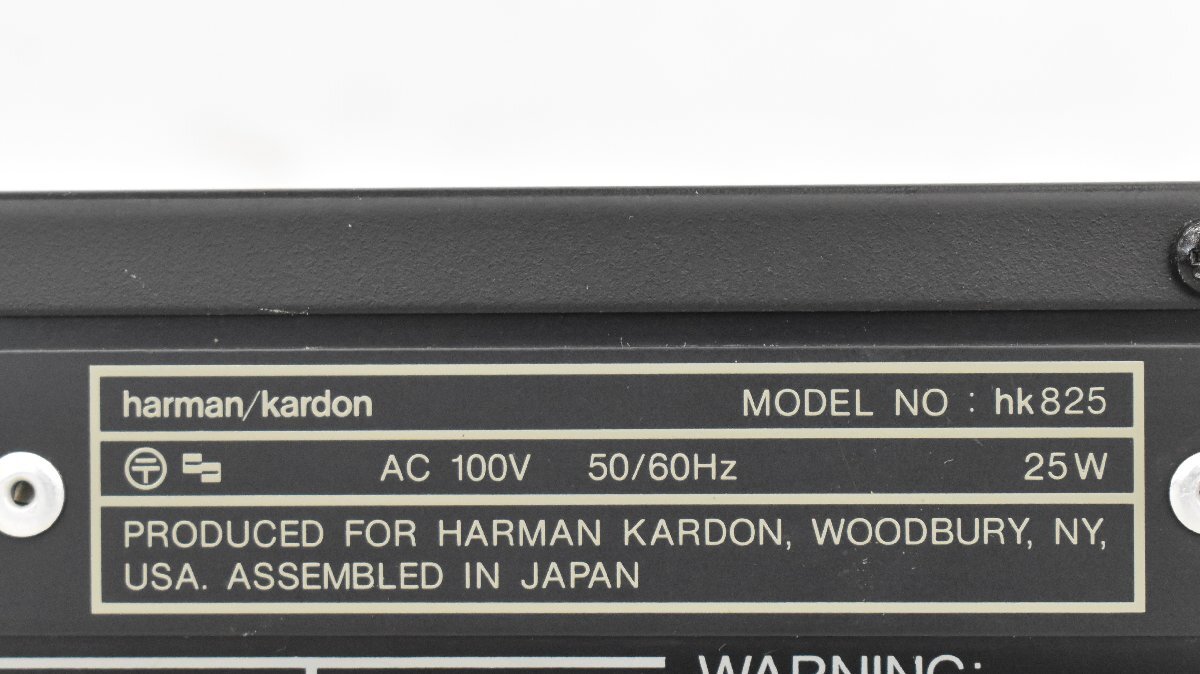 harman/kardon
MODEL NO : hk825
〒 AC 100V 50/60Hz 25W
PRODUCED FOR HARMAN KARDON, WOODBURY, NY,
USA. ASSEMBLED IN JAPAN
WARNING: